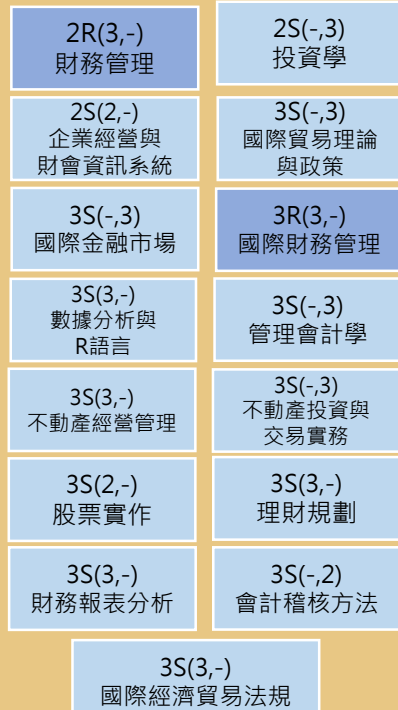 2R(3,-)
財務管理
2S(-,3)
投資學
2S(2,-)
企業經營與
財會資訊系統
3S(-,3)
國際貿易理論
與政策
3S(-,3)
國際金融市場
3R(3,-)
國際財務管理
3S(3,-)
數據分析與
R語言
3S(-,3)
管理會計學
3S(3,-)
不動產經營管理
3S(-,3)
不動產投資與
交易實務
3S(2,-)
股票實作
3S(3,-)
理財規劃
3S(3,-)
財務報表分析
3S(-,2)
會計稽核方法
3S(3,-)
國際經濟貿易法規